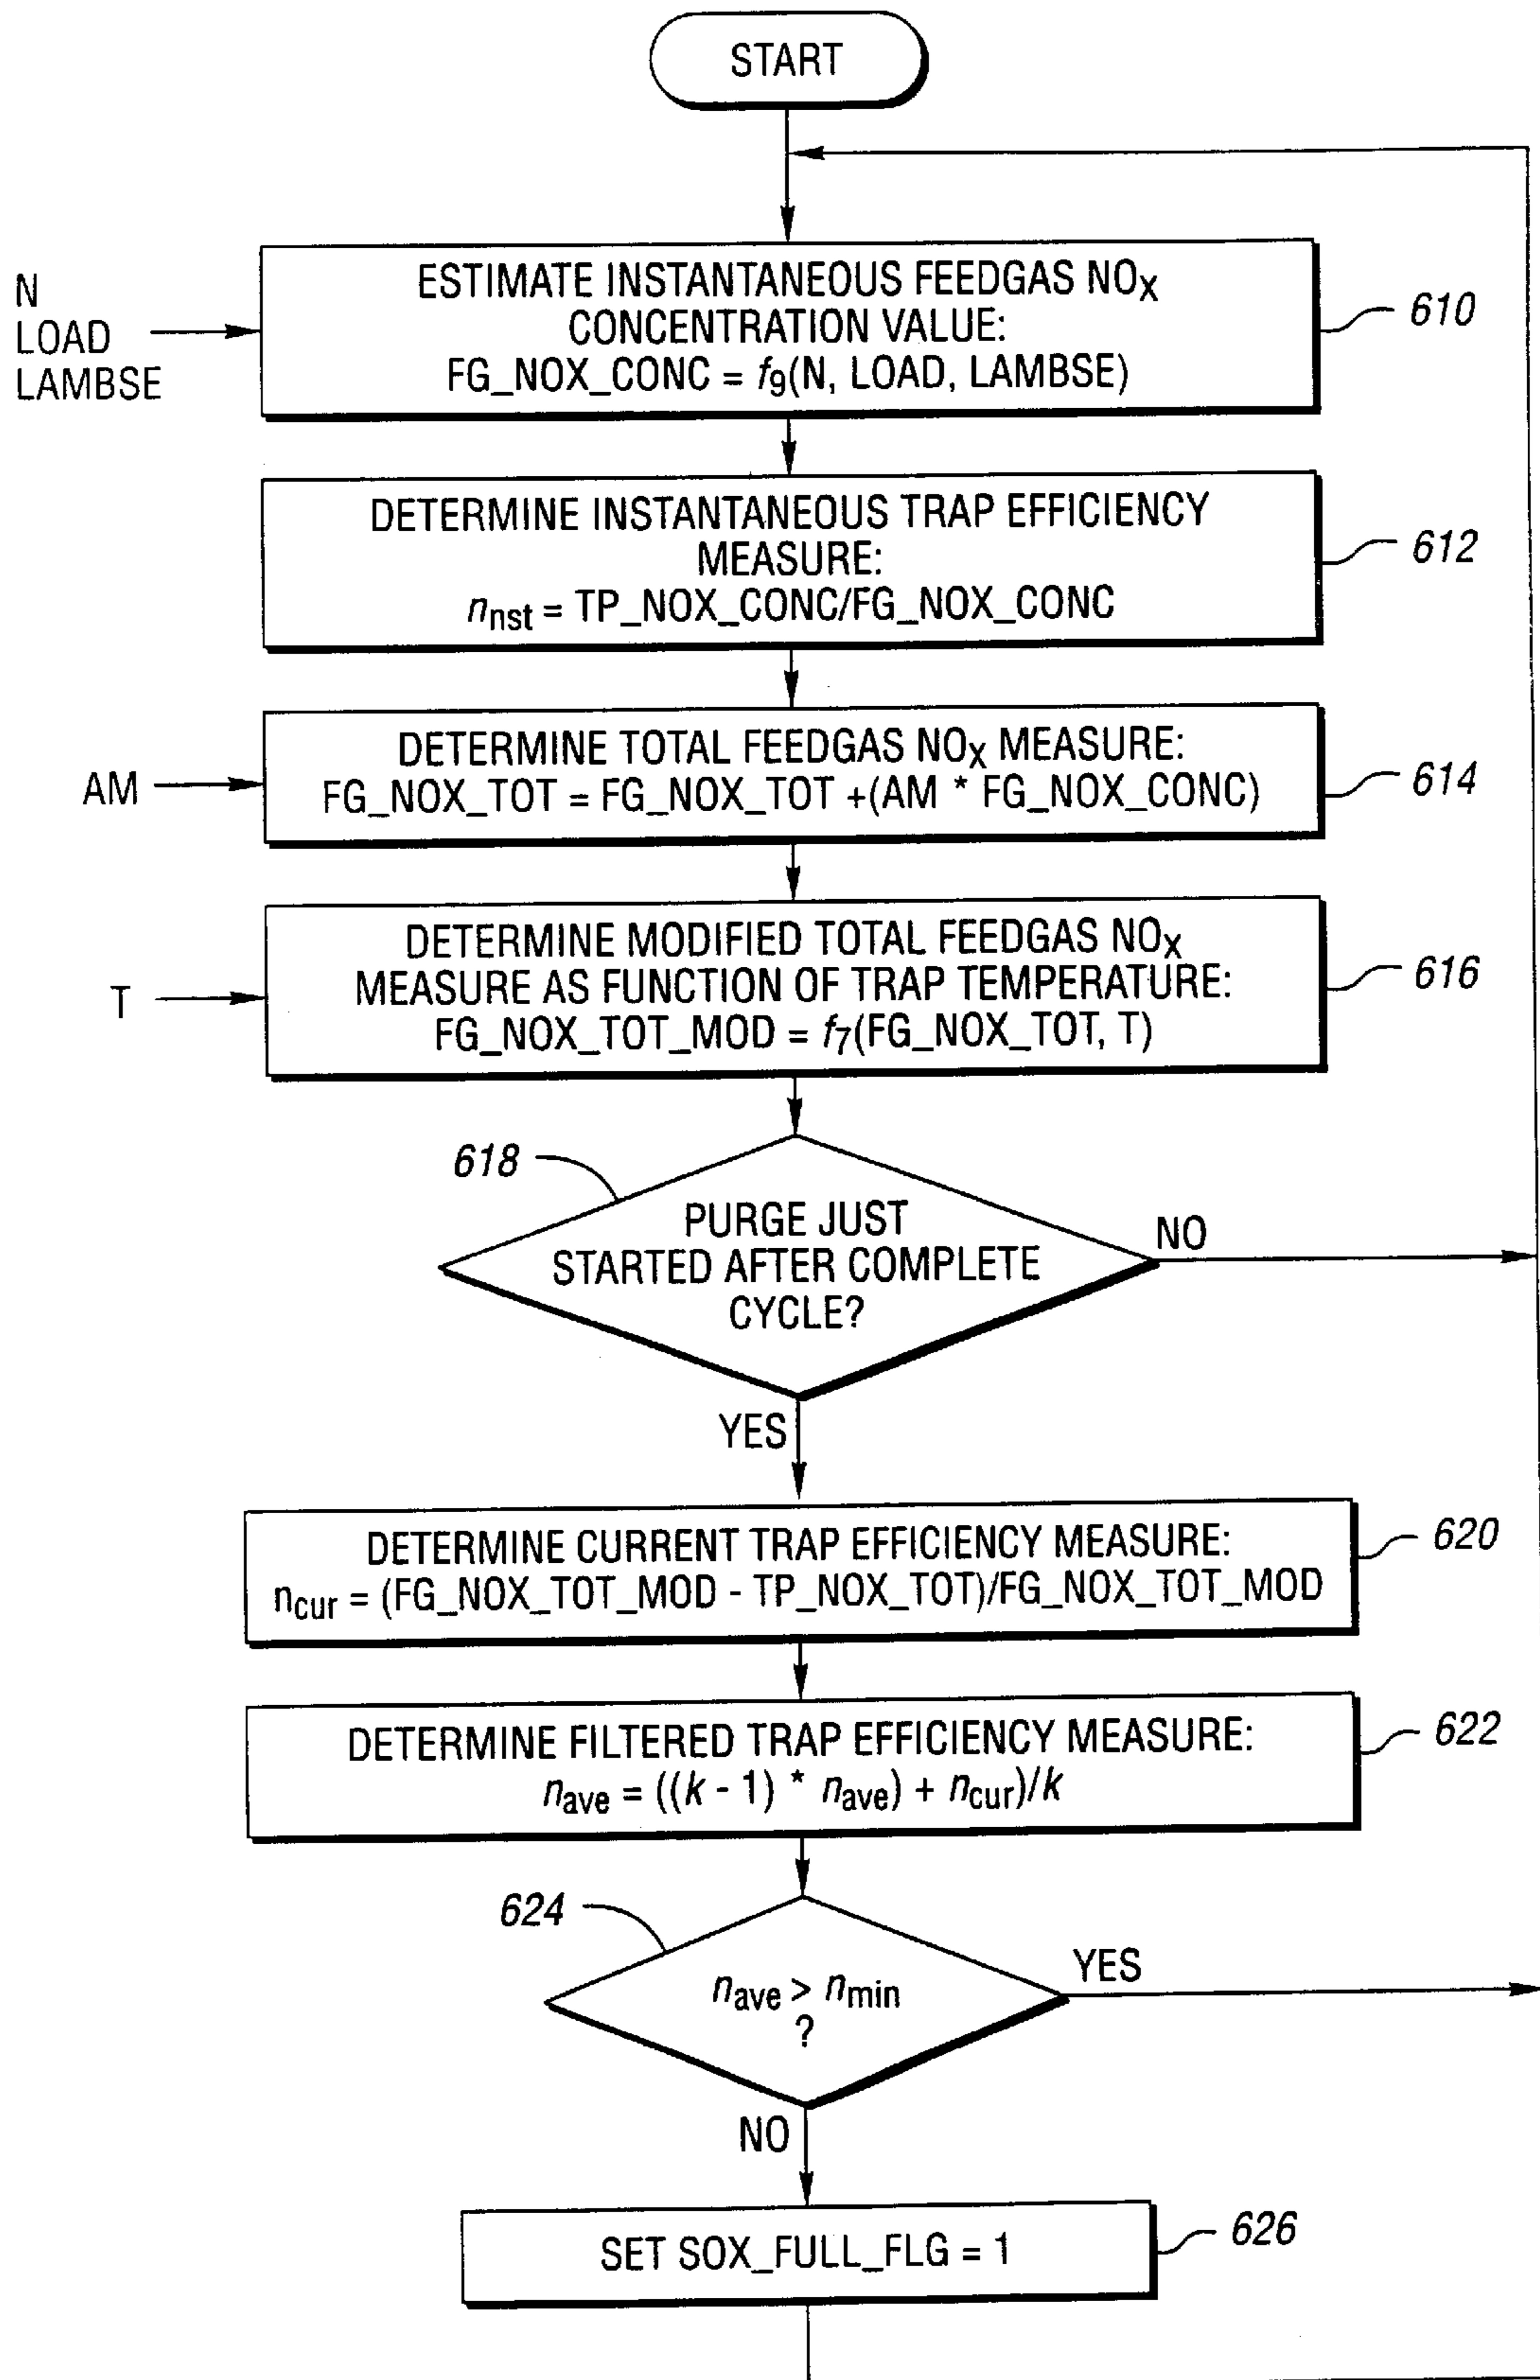 START
N
LOAD
LAMBSE
ESTIMATE INSTANTANEOUS FEEDGAS NOX
CONCENTRATION VALUE:
FG_NOX_CONC = f9(N, LOAD, LAMBSE)
610
DETERMINE INSTANTANEOUS TRAP EFFICIENCY
MEASURE:
nnst = TP_NOX_CONC/FG_NOX_CONC
612
AM
DETERMINE TOTAL FEEDGAS NOX MEASURE:
FG_NOX_TOT = FG_NOX_TOT +(AM * FG_NOX_CONC)
614
T
DETERMINE MODIFIED TOTAL FEEDGAS NOX
MEASURE AS FUNCTION OF TRAP TEMPERATURE:
FG_NOX_TOT_MOD = f7(FG_NOX_TOT, T)
616
618
PURGE JUST
STARTED AFTER COMPLETE
CYCLE?
NO
YES
DETERMINE CURRENT TRAP EFFICIENCY MEASURE:
ncur = (FG_NOX_TOT_MOD - TP_NOX_TOT)/FG_NOX_TOT_MOD
620
DETERMINE FILTERED TRAP EFFICIENCY MEASURE:
nave = ((k - 1) * nave) + ncur)/k
622
624
nave > nmin
?
YES
NO
SET SOX_FULL_FLG = 1
626